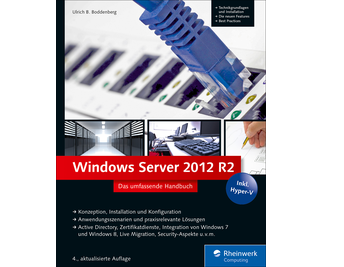 Ulrich B. Boddenberg
→ Technikgrundlagen
und Installation
→ Die neuen Features
→ Best Practices
Windows Server 2012 R2
Das umfassende Handbuch
Inkl.
Hyper-V
→ Konzeption, Installation und Konfiguration
→ Anwendungsszenarien und praxisrelevante Lösungen
→ Active Directory, Zertifikatdienste, Integration von Windows 7
und Windows 8, Live Migration, Security-Aspekte u.v.m.
4., aktualisierte Auflage
Rheinwerk
Computing